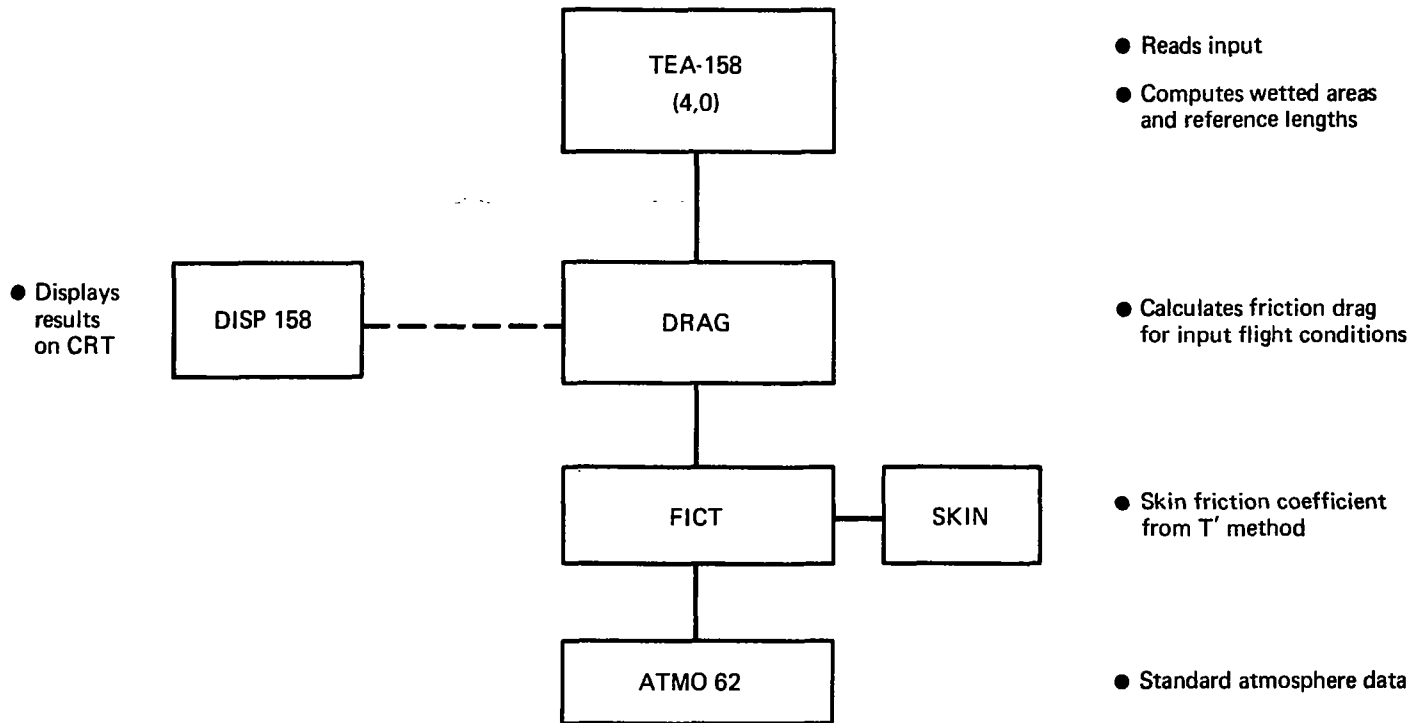 TEA-158
(4,0)
● Reads input
● Computes wetted areas
and reference lengths
● Displays
results
on CRT
DISP 158
DRAG
● Calculates friction drag
for input flight conditions
FICT
SKIN
● Skin friction coefficient
from T′ method
ATMO 62
● Standard atmosphere data